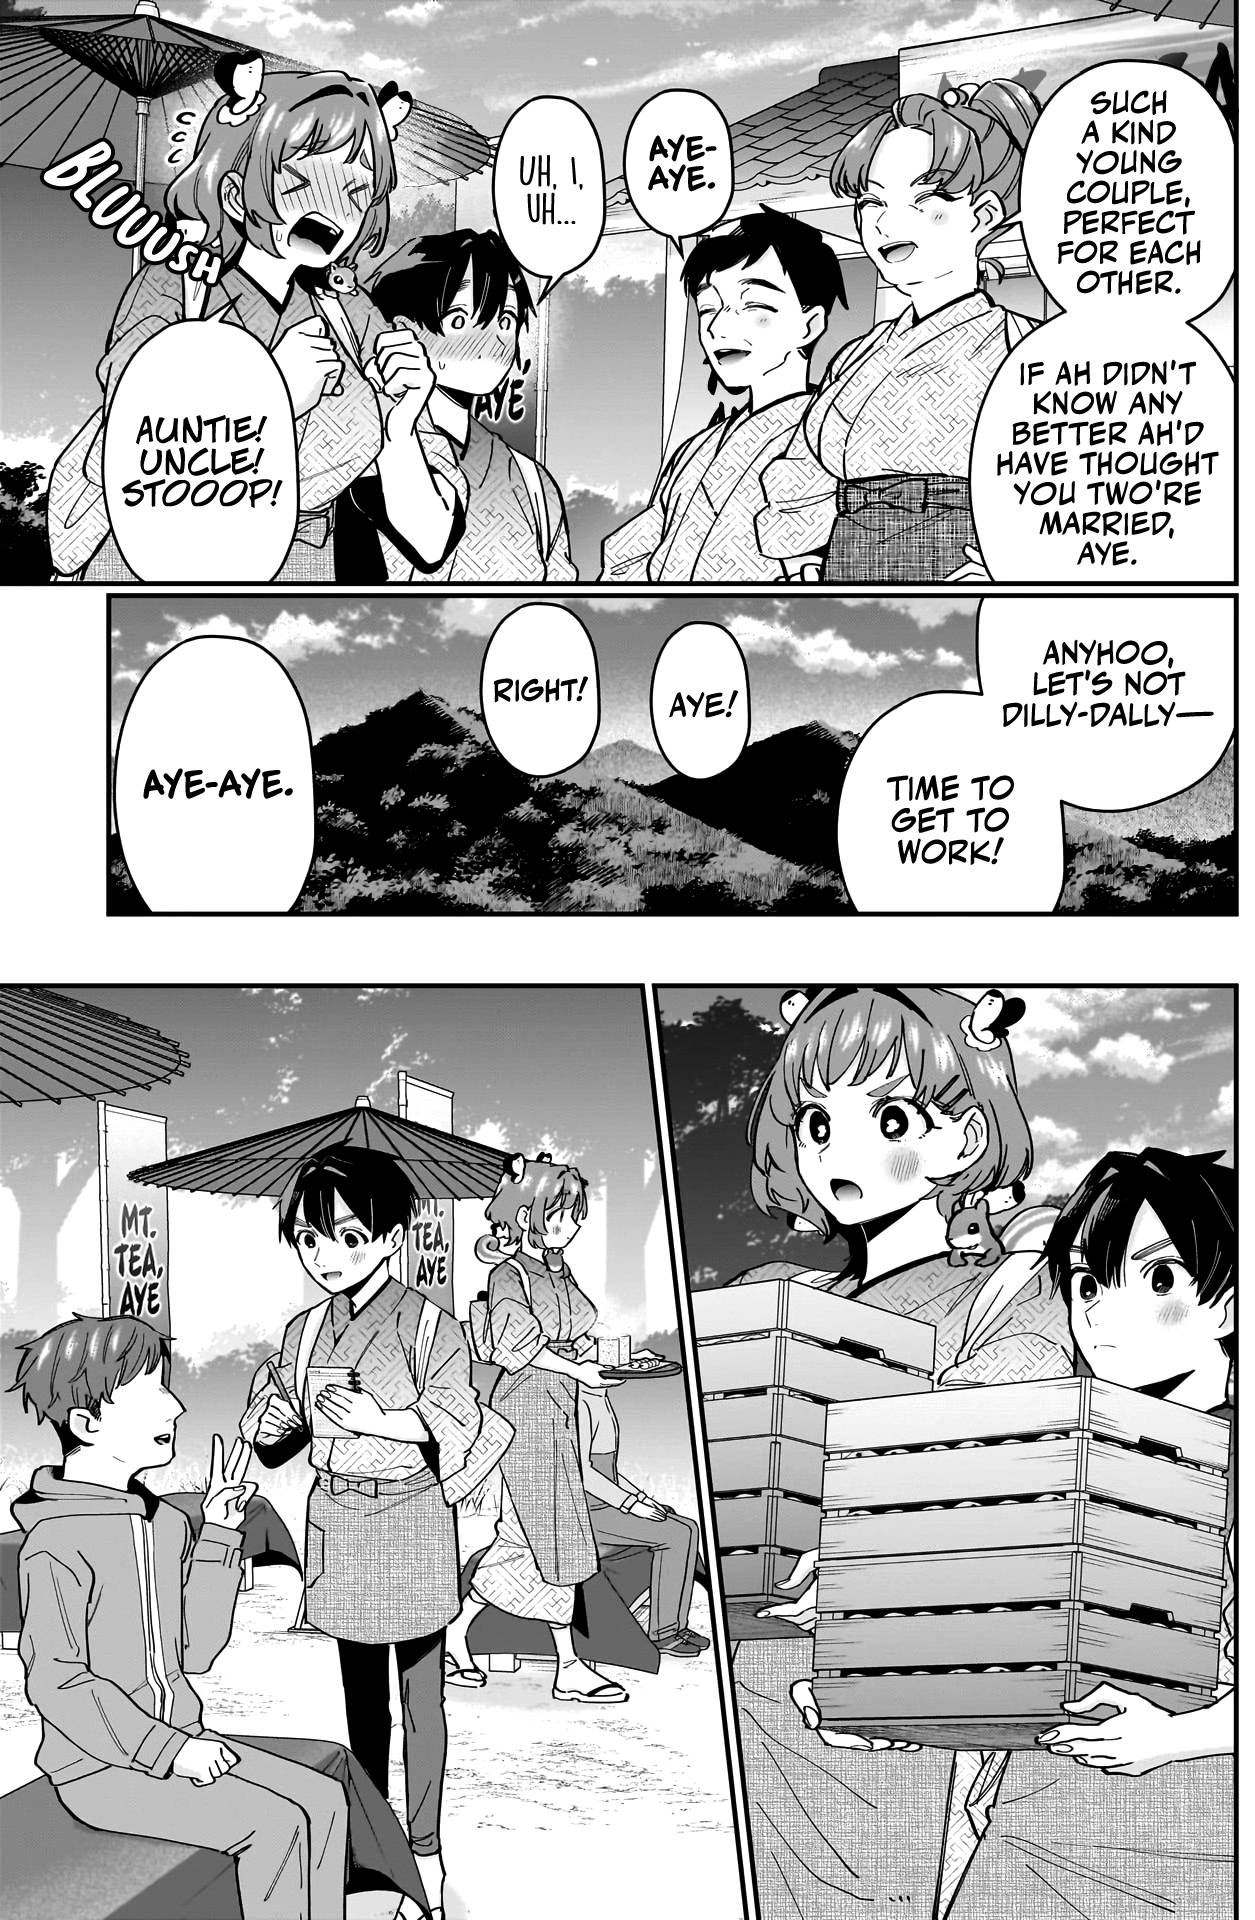 SUCH
A KIND
YOUNG
COUPLE,
PERFECT
FOR EACH
OTHER.
IF AH DIDN'T
KNOW ANY
BETTER AH'D
HAVE THOUGHT
YOU TWO'RE
MARRIED,
AYE.
AYE-
AYE.
UH, I,
UH...
BLUUUSH
AUNTIE!
UNCLE!
STOOOP!
AYE
ANYHOO,
LET'S NOT
DILLY-DALLY—
TIME TO
GET TO
WORK!
AYE!
RIGHT!
AYE-AYE.
MT.
TEA,
AYE
MT.
TEA,
AYE